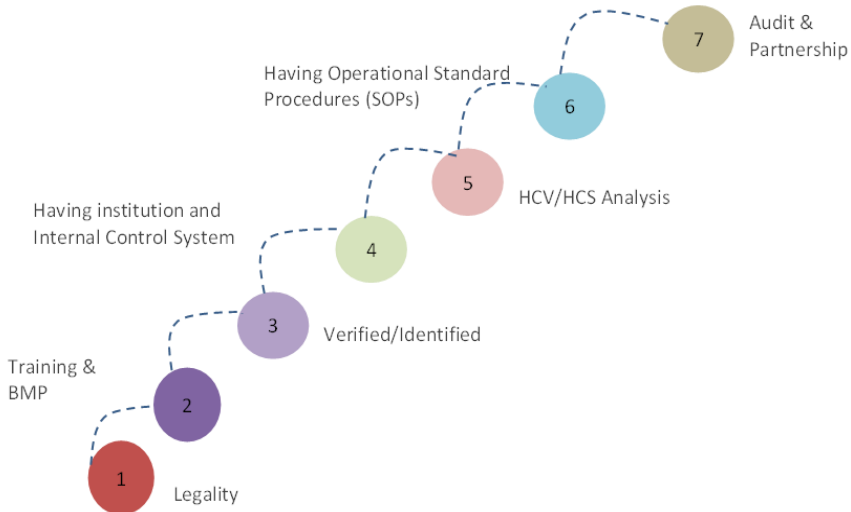 7
Audit &
Partnership
Having Operational Standard
Procedures (SOPs)
6
5
HCV/HCS Analysis
Having institution and
Internal Control System
4
3
Verified/Identified
Training &
BMP
2
1
Legality